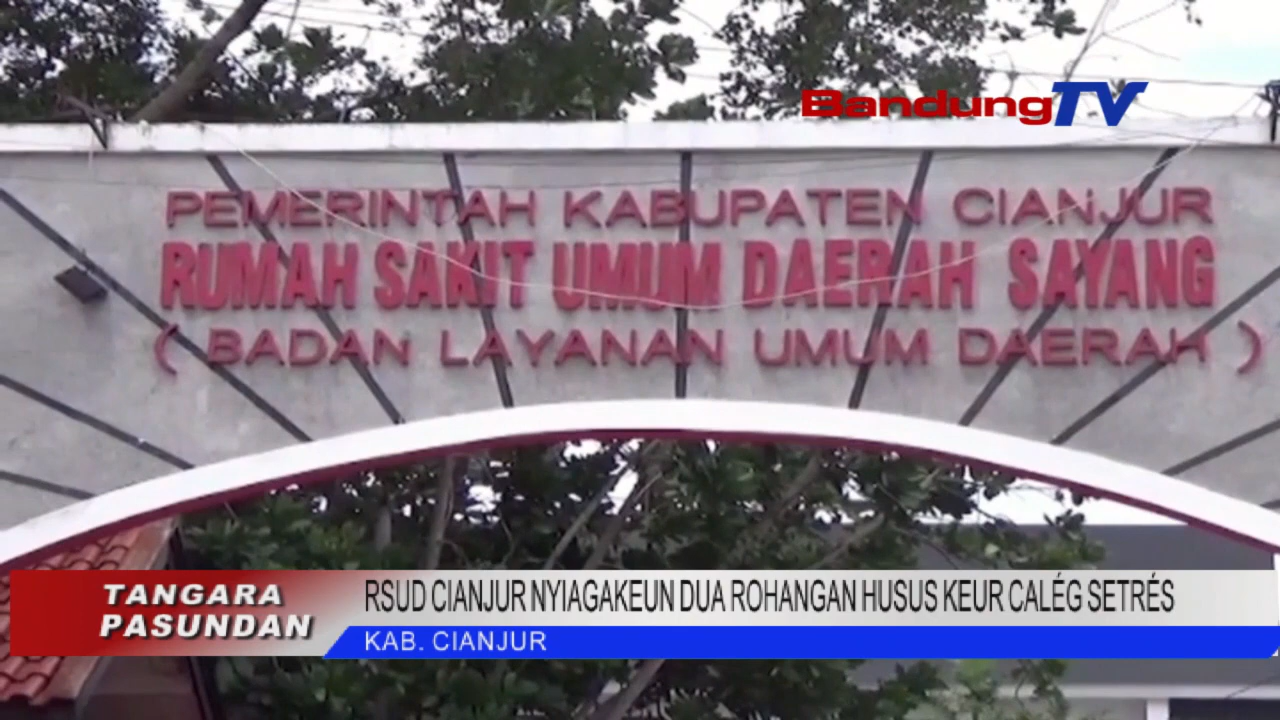 BandungTV
PEMERINTAH KABUPATEN CIANJUR
RUMAH SAKIT UMUM DAERAH SAYANG
( BADAN LAYANAN UMUM DAERAH )
TANGARA
PASUNDAN
RSUD CIANJUR NYIAGAKEUN DUA ROHANGAN HUSUS KEUR CALÉG SETRÉS
KAB. CIANJUR